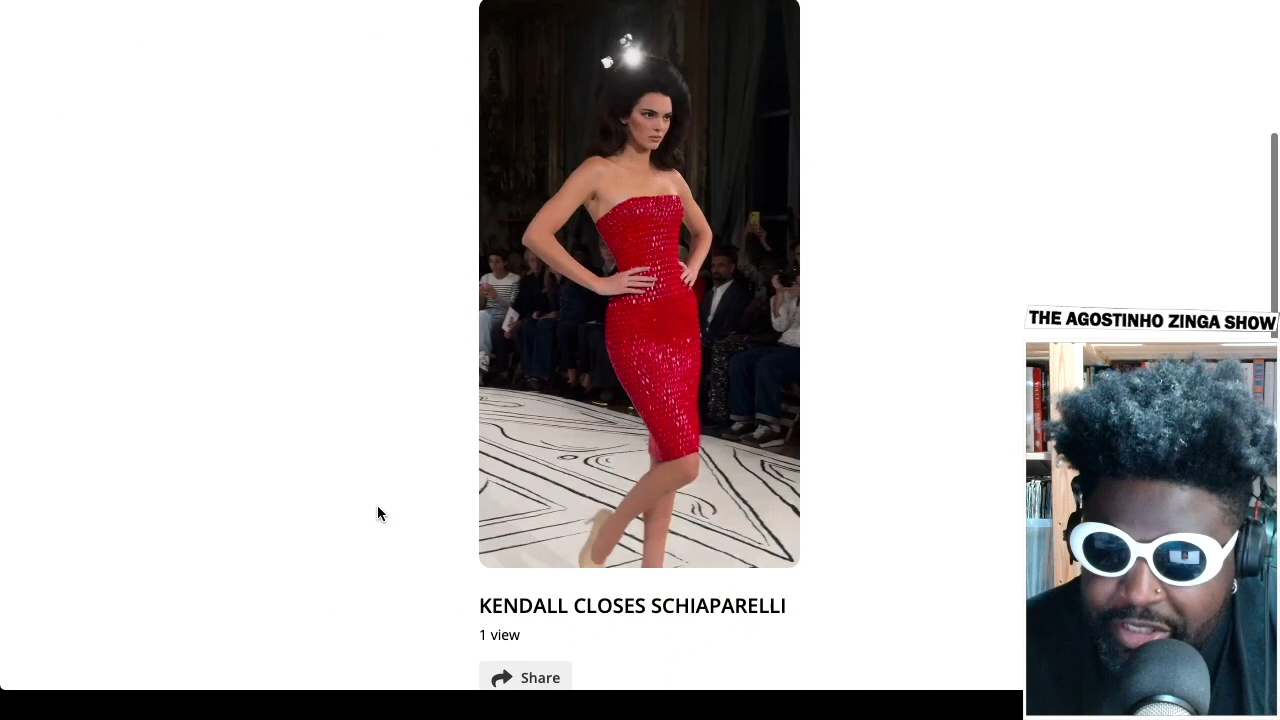 THE AGOSTINHO ZINGA SHOW
KENDALL CLOSES SCHIAPARELLI
1 view
Share